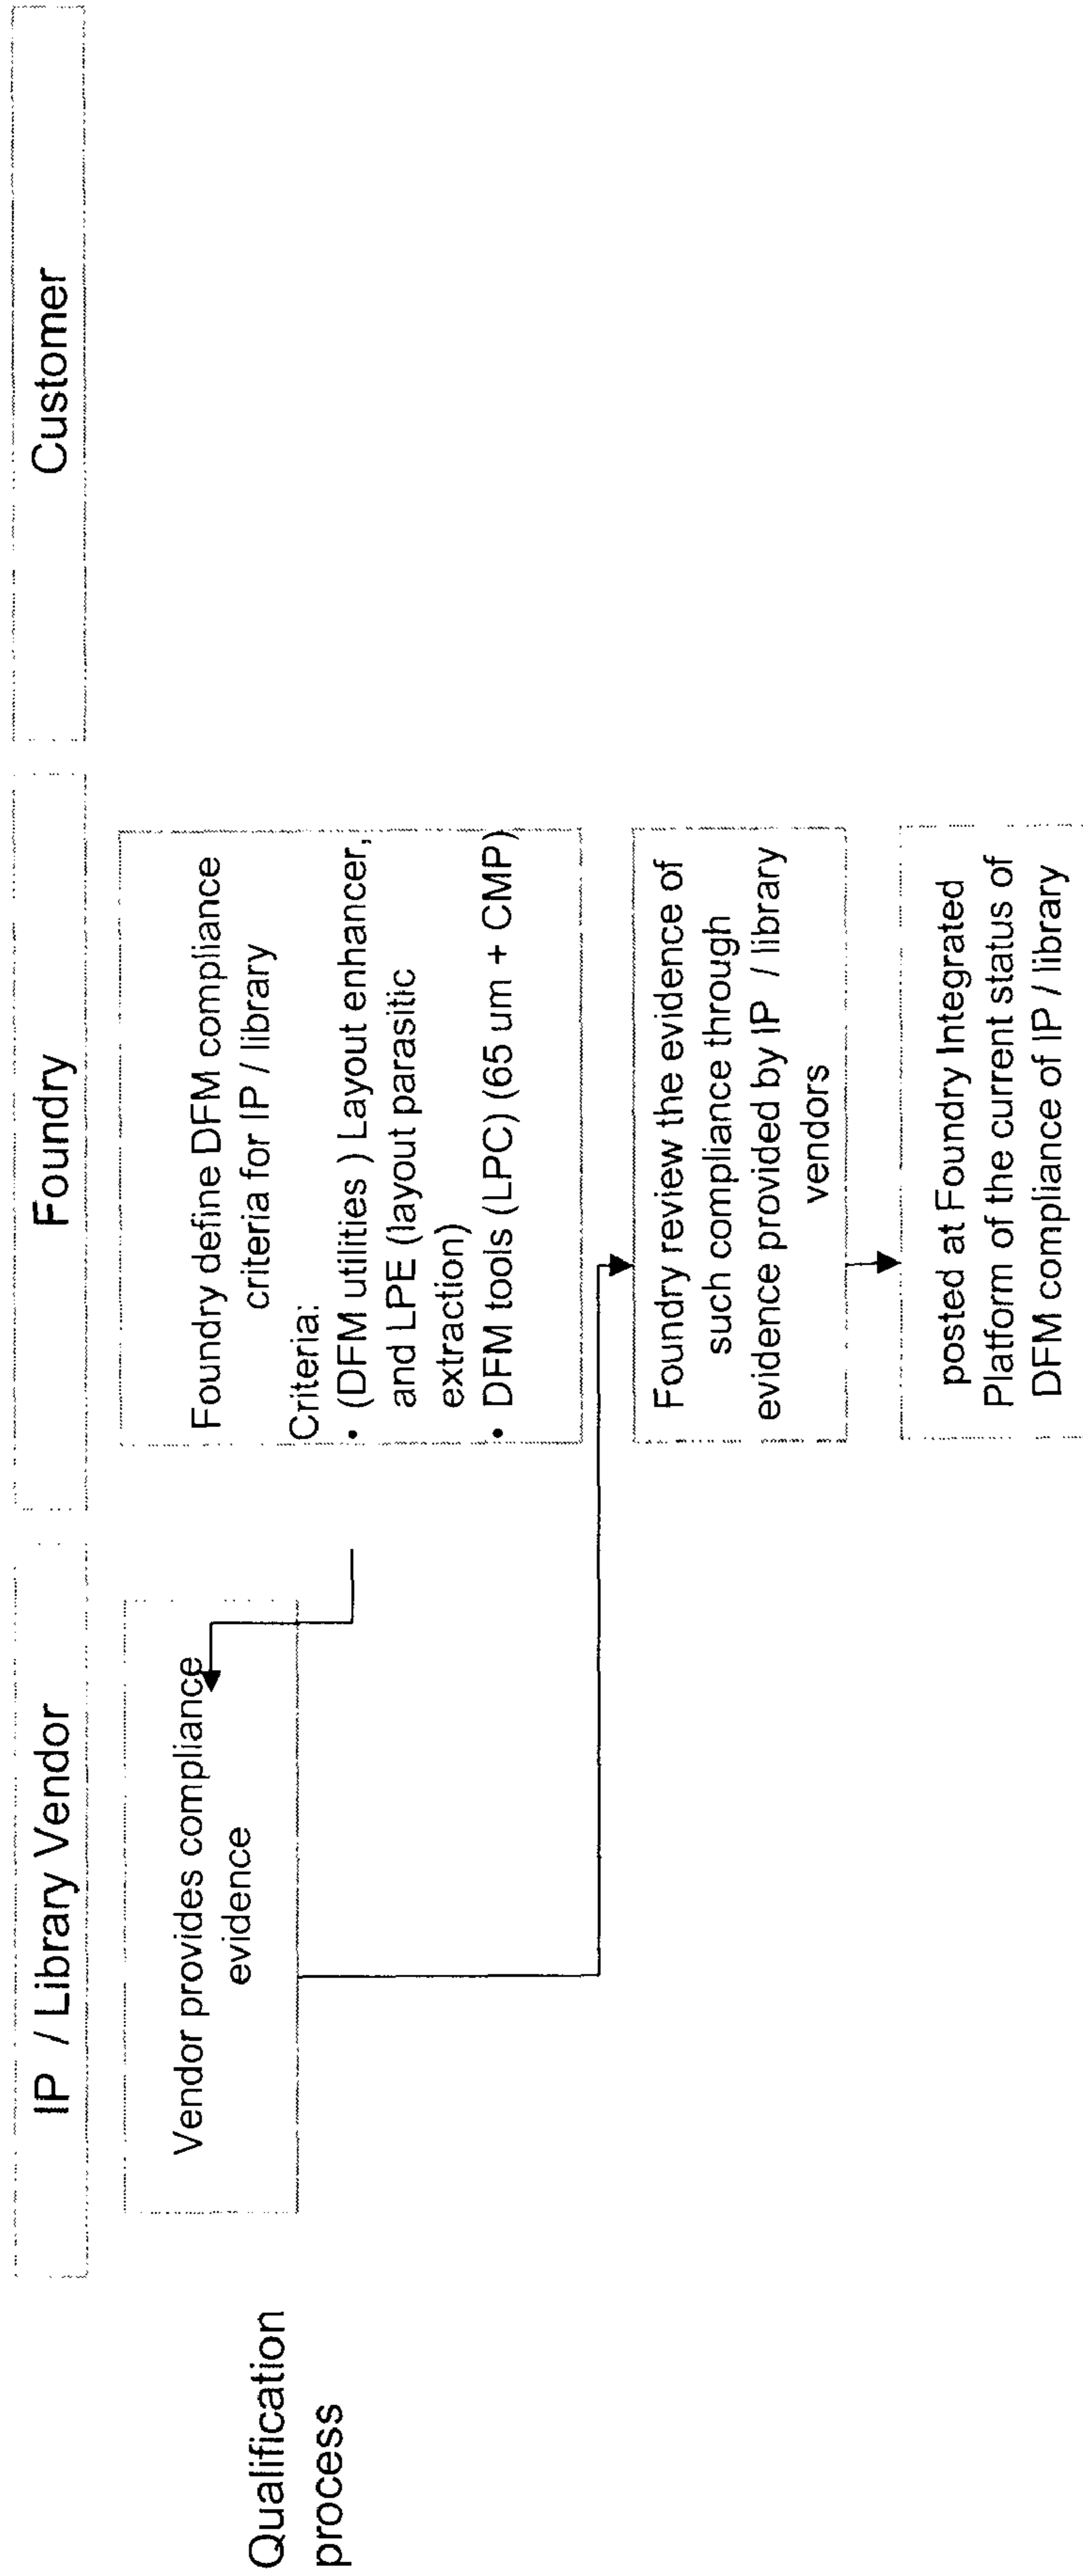 IP / Library Vendor
Foundry
Customer
Qualification
process
Vendor provides compliance
evidence
Foundry define DFM compliance
criteria for IP / library
Criteria:
• (DFM utilities ) Layout enhancer,
and LPE (layout parasitic
extraction)
• DFM tools (LPC) (65 um + CMP)
Foundry review the evidence of
such compliance through
evidence provided by IP / library
vendors
posted at Foundry Integrated
Platform of the current status of
DFM compliance of IP / library